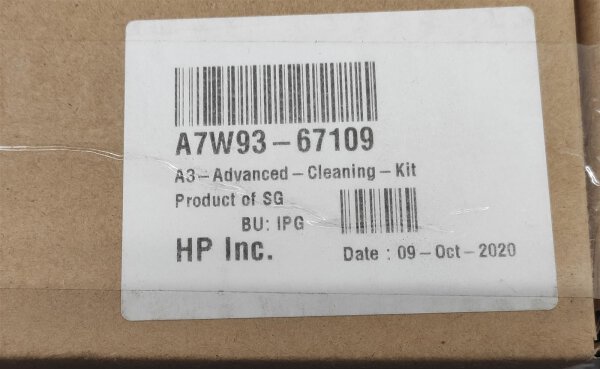 A7W93-67109
A3-Advanced-Cleaning-Kit
Product of SG
BU: IPG
HP Inc.
Date : 09-Oct-2020